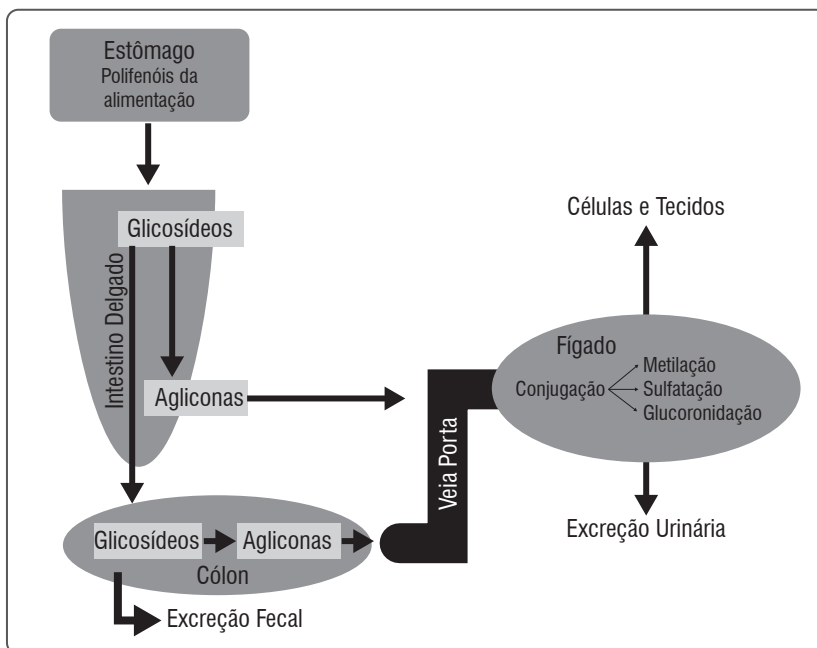 Estômago
Polifenóis da
alimentação
Glicosídeos
Intestino Delgado
Agliconas
Glicosídeos
Agliconas
Cólon
Excreção Fecal
Veia Porta
Células e Tecidos
Fígado
Conjugação
Metilação
Sulfatação
Glucoronidação
Excreção Urinária